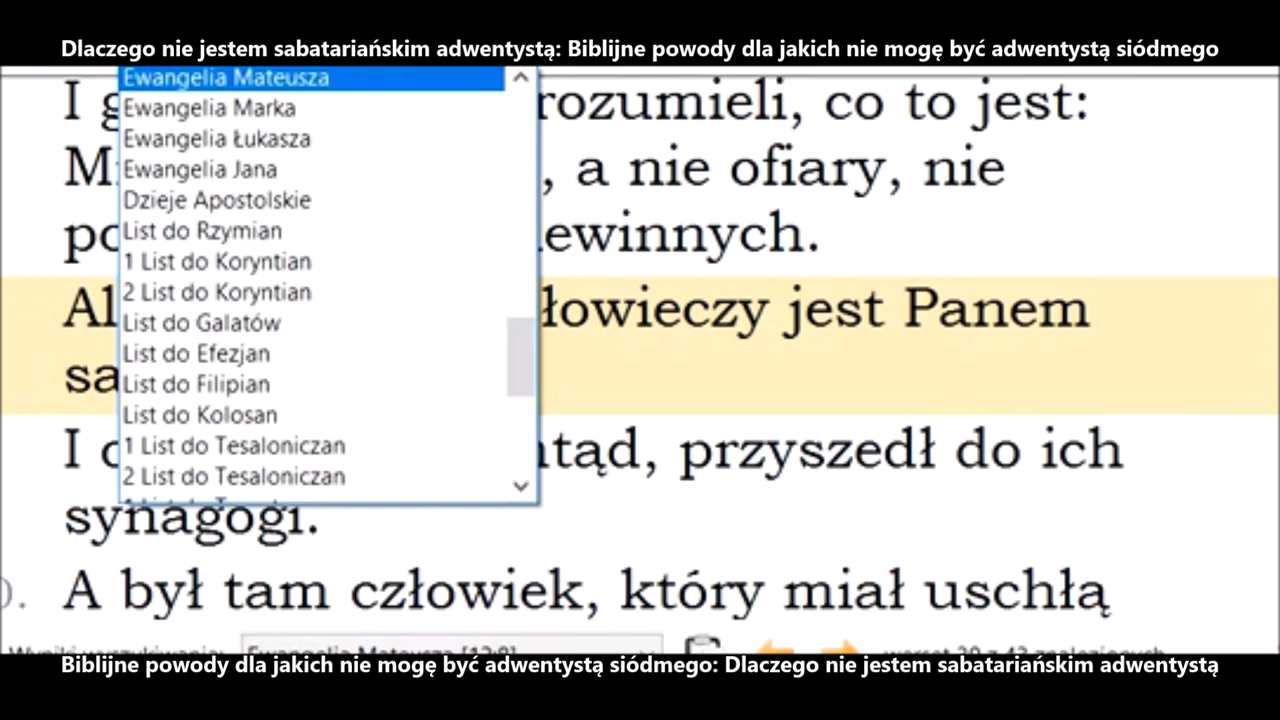 Dlaczego nie jestem sabatariańskim adwentystą: Biblijne powody dla jakich nie mogę być adwentystą siódmego
Ewangelia Mateusza
Ewangelia Marka
Ewangelia Łukasza
Ewangelia Jana
Dzieje Apostolskie
List do Rzymian
1 List do Koryntian
2 List do Koryntian
List do Galatów
List do Efezjan
List do Filipian
List do Kolosan
1 List do Tesaloniczan
2 List do Tesaloniczan
I rozumieli, co to jest:
a nie ofiary, nie
łowieczy jest Panem
I przyszedł do ich
synagogi.
A był tam człowiek, który miał uschłą
Biblijne powody dla jakich nie mogę być adwentystą siódmego: Dlaczego nie jestem sabatariańskim adwentystą